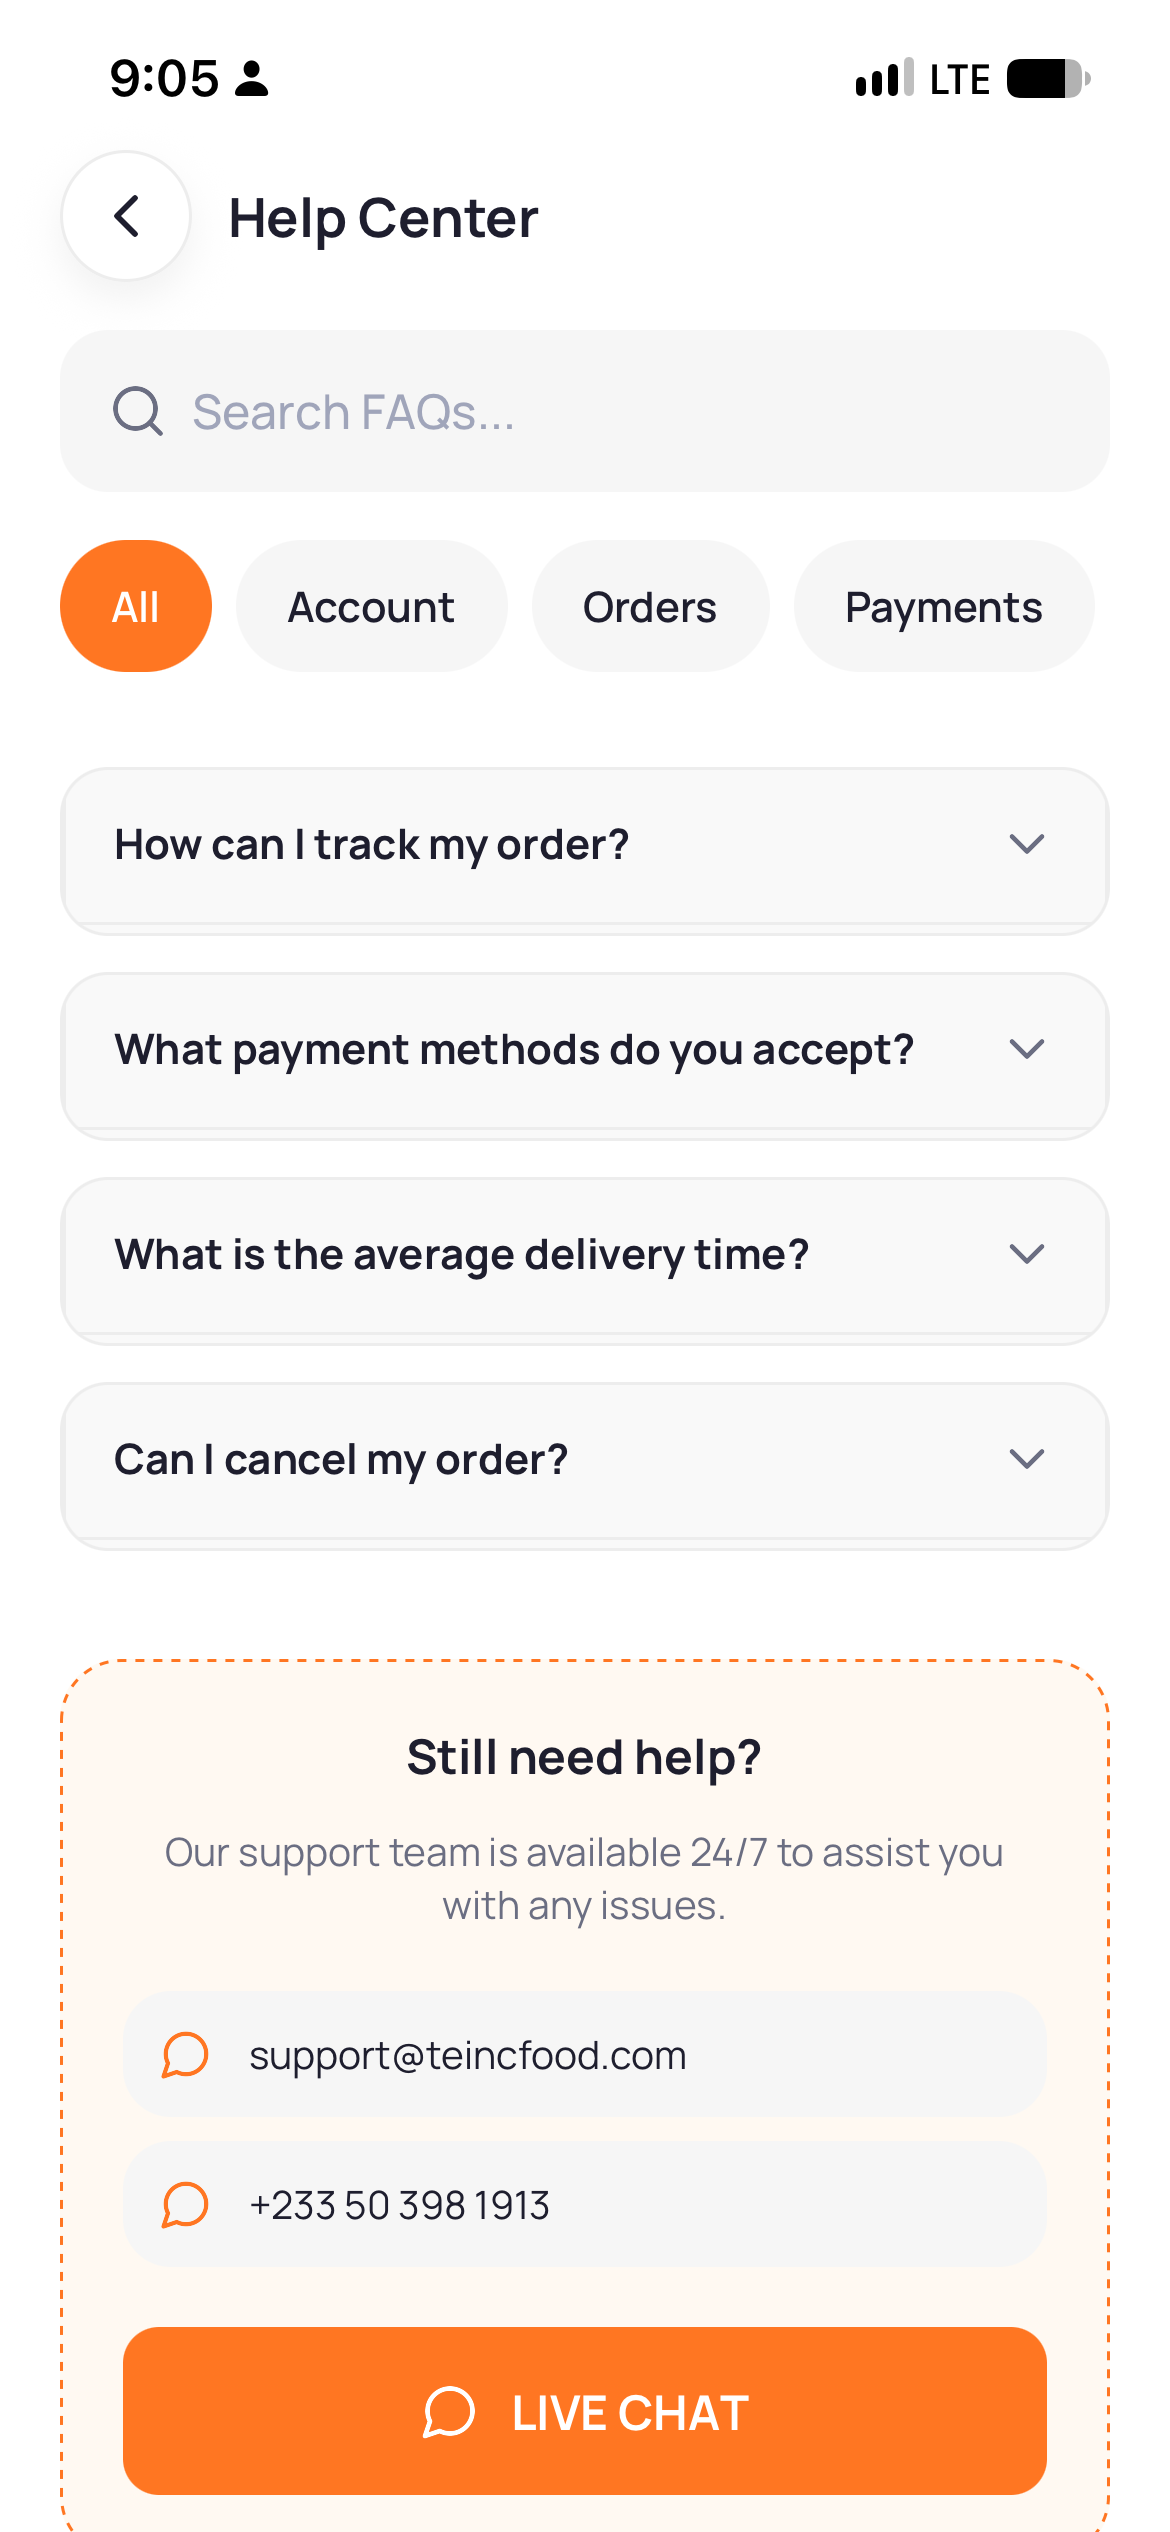 9:05
LTE
Help Center
Search FAQs...
All
Account
Orders
Payments
How can I track my order?
What payment methods do you accept?
What is the average delivery time?
Can I cancel my order?
Still need help?
Our support team is available 24/7 to assist you
with any issues.
support@teincfood.com
+233 50 398 1913
LIVE CHAT